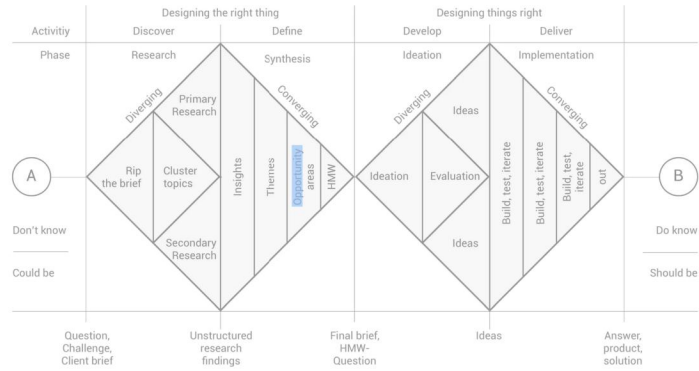 Designing the right thing
Designing things right
Activitiy
Discover
Define
Develop
Deliver
Phase
Research
Synthesis
Ideation
Implementation
Diverging
Converging
Diverging
Converging
Primary
Research
Ideas
A
Rip
the brief
Cluster
topics
Insights
Themes
Opportunity
areas
HMW
Ideation
Evaluation
Build, test, iterate
Build, test, iterate
Build, test,
iterate
out
B
Secondary
Research
Ideas
Don't know
Do know
Could be
Should be
Question,
Challenge,
Client brief
Unstructured
research
findings
Final brief,
HMW-
Question
Ideas
Answer,
product,
solution